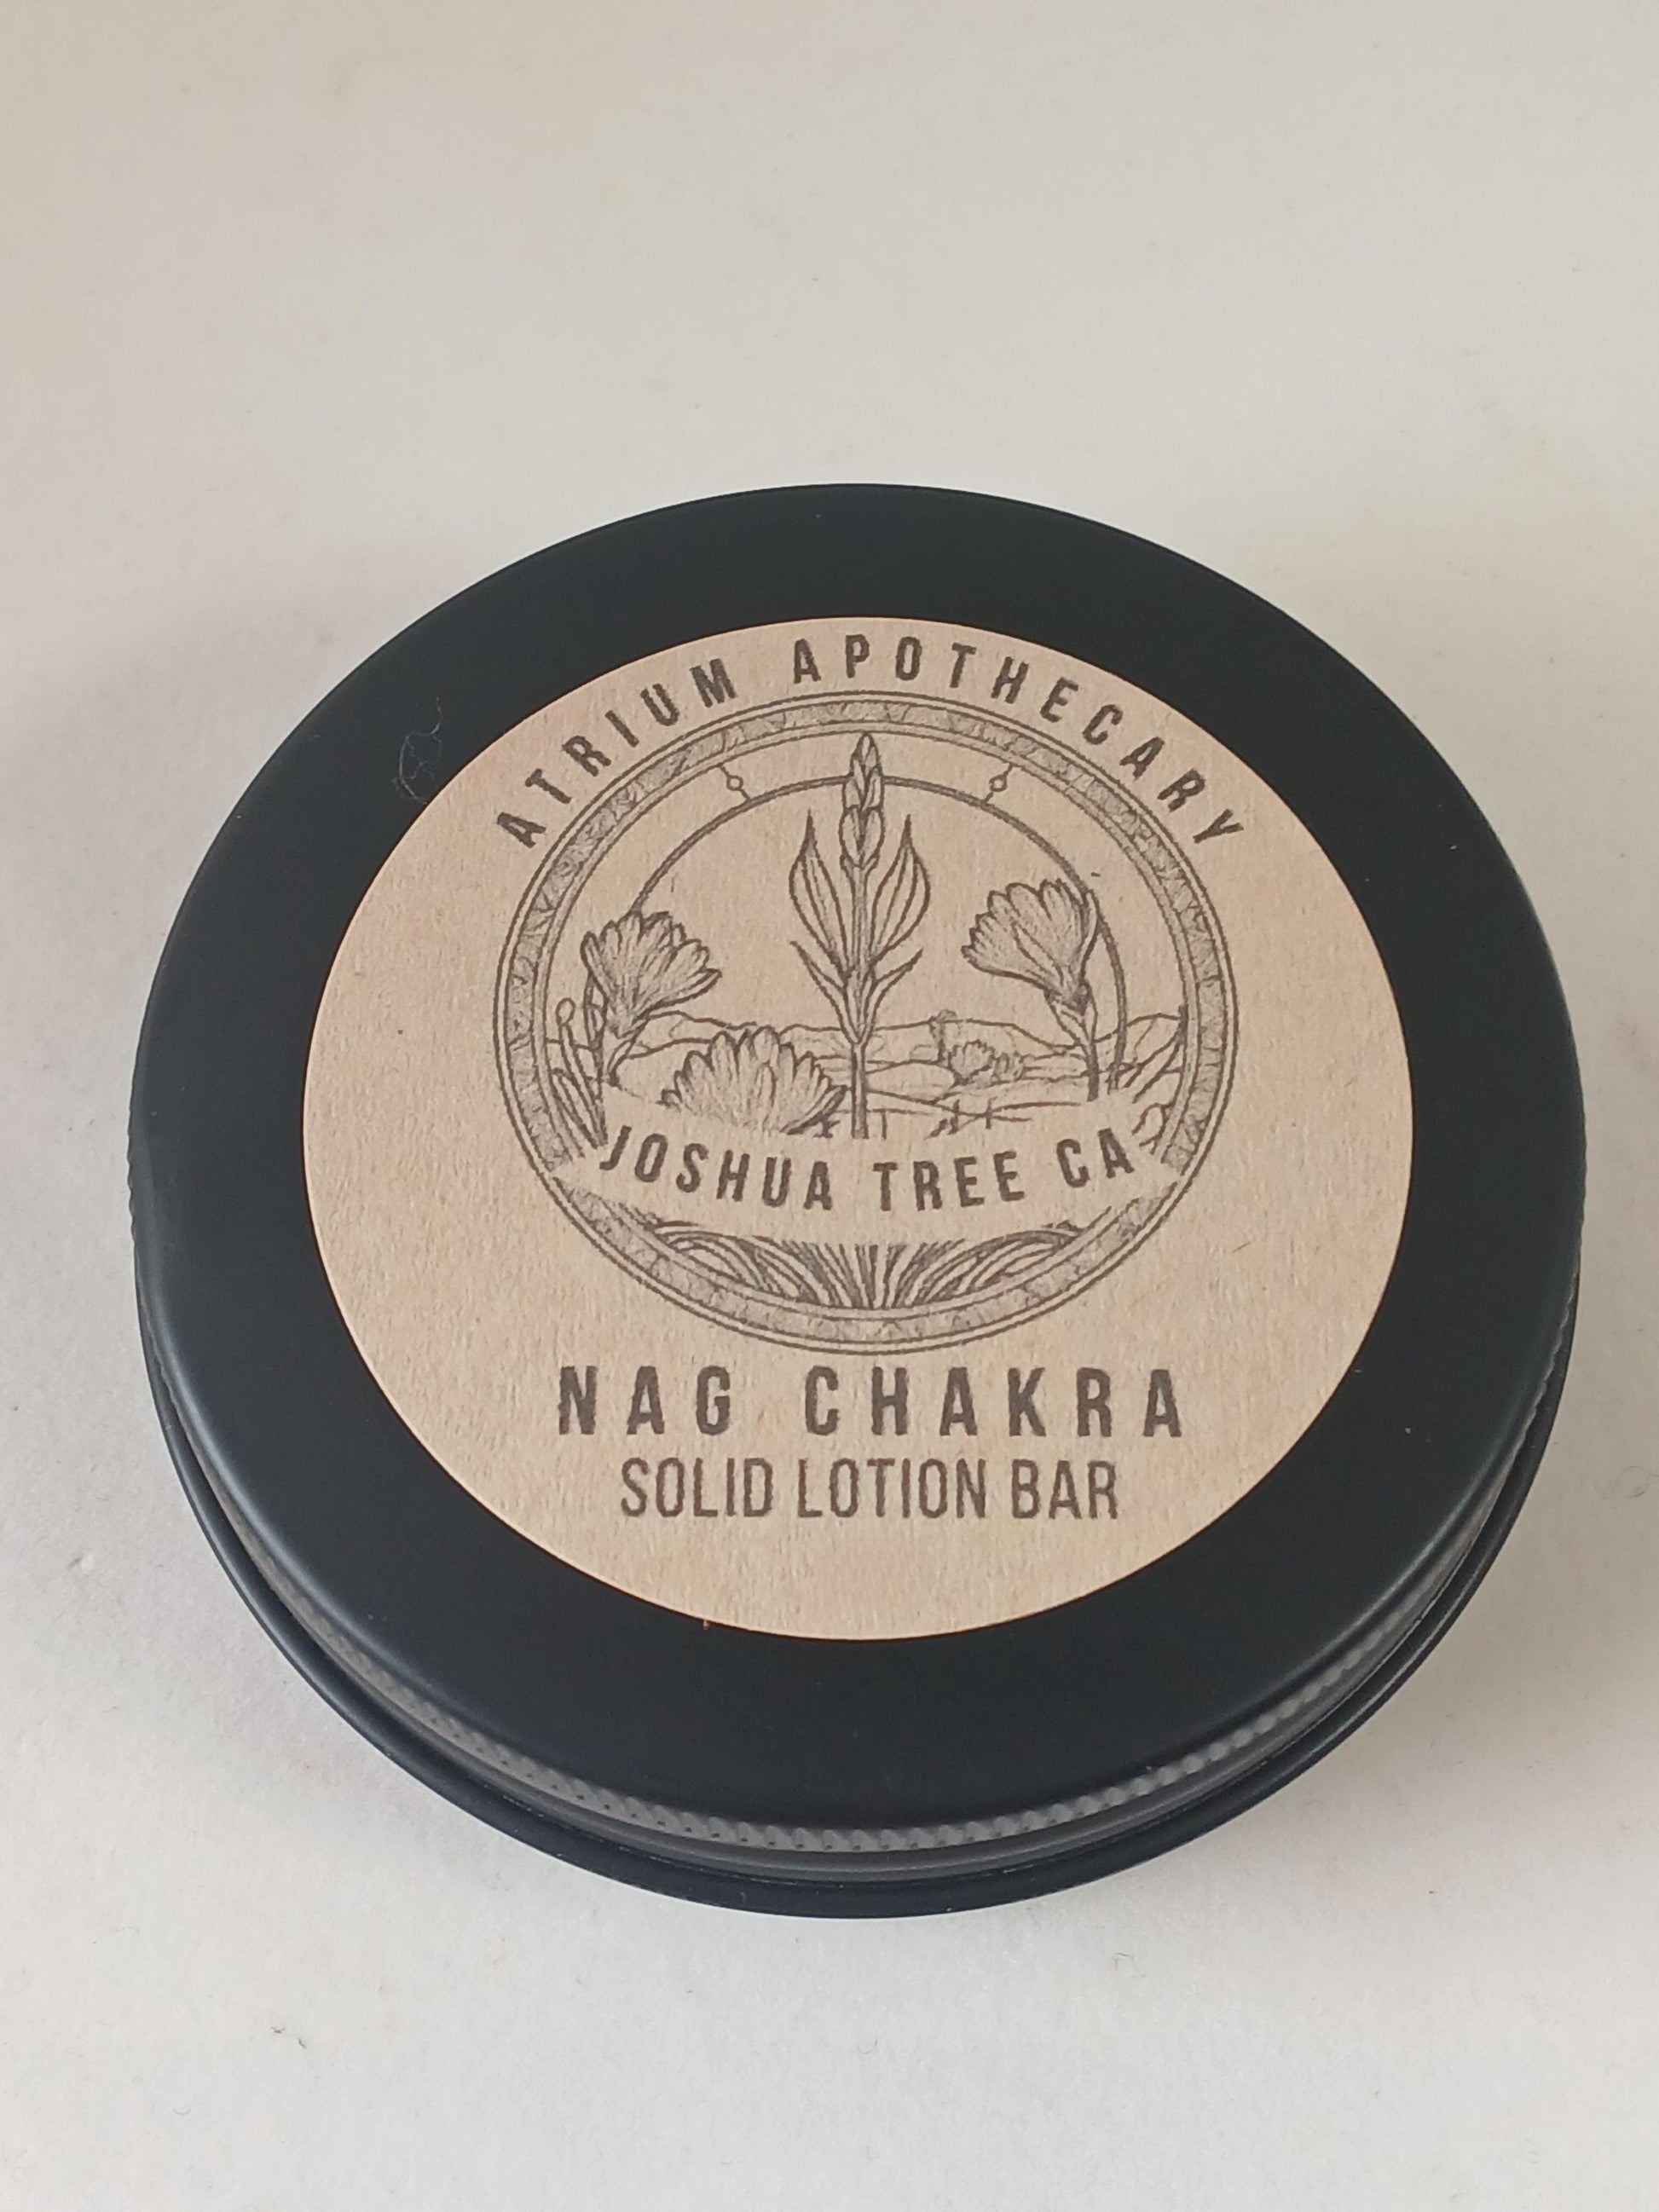 ATRIUM APOTHECARY
JOSHUA TREE CA
NAG CHAKRA
SOLID LOTION BAR